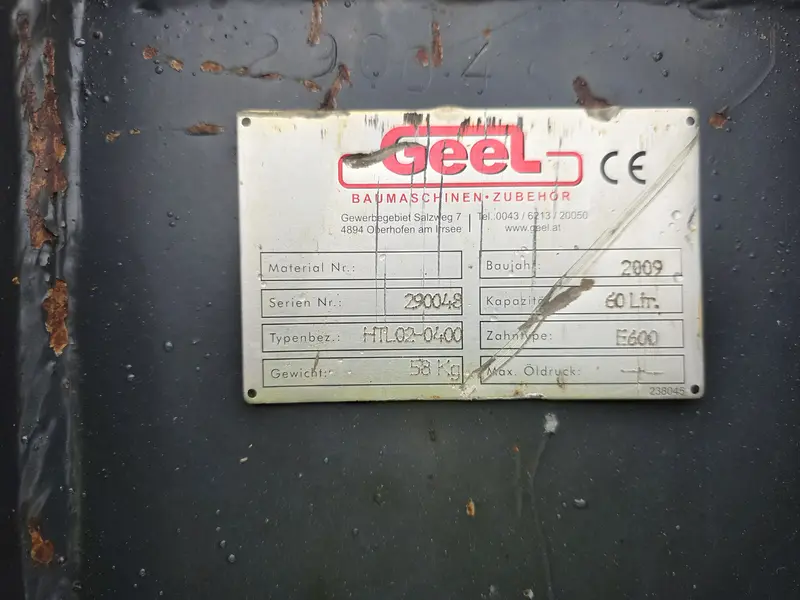 GeeL
CE
BAUMASCHINEN•ZUBEHÖR
Gewerbegebiet Salzweg 7 | Tel.:0043 / 6213 / 20050
4894 Oberhofen am Irrsee | www.geel.at
Material Nr.:
Baujahr: 2009
Serien Nr.: 290048
Kapazität: 60 Ltr.
Typenbez.: HTL02-0400
Zahntype: E600
Gewicht: 58 Kg
Max. Öldruck: -
238045